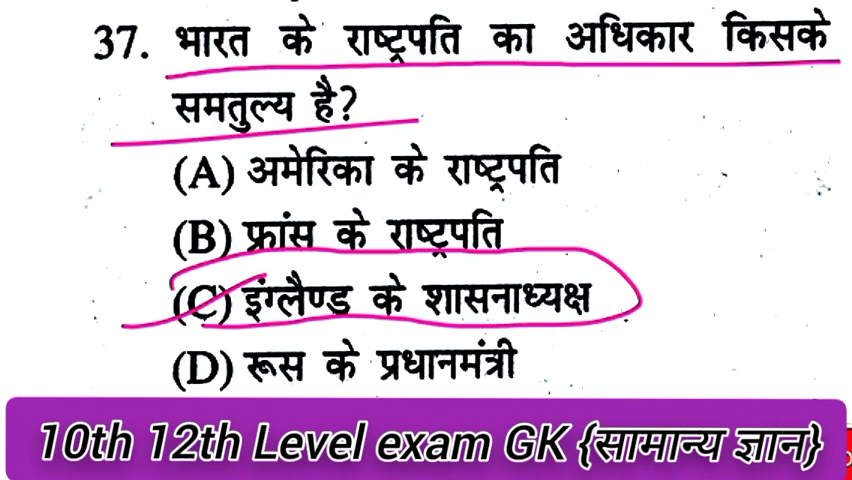 37. भारत के राष्ट्रपति का अधिकार किसके
समतुल्य है?
(A) अमेरिका के राष्ट्रपति
(B) फ्रांस के राष्ट्रपति
(C) इंग्लैण्ड के शासनाध्यक्ष
(D) रूस के प्रधानमंत्री
10th 12th Level exam GK {सामान्य ज्ञान}